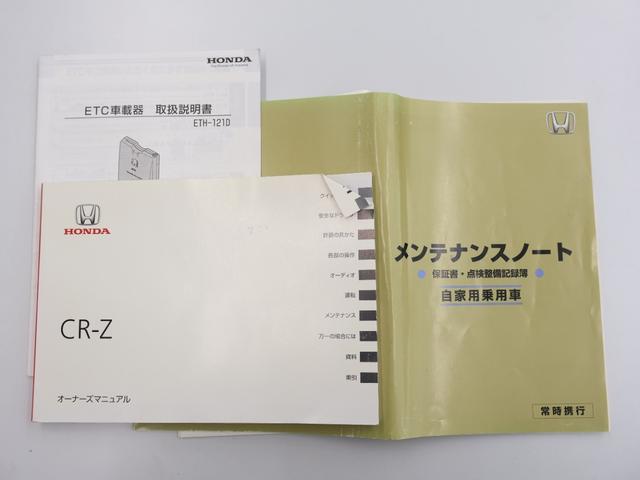 HONDA
ETC車載器 取扱説明書
ETH-121D
HONDA
CR-Z
オーナーズマニュアル
安全なド
計器の見かた
各部の操作
オーディオ
運転
メンテナンス
万一の場合には
資料
索引
メンテナンスノート
保証書・点検整備記録簿
自家用乗用車
常時携行